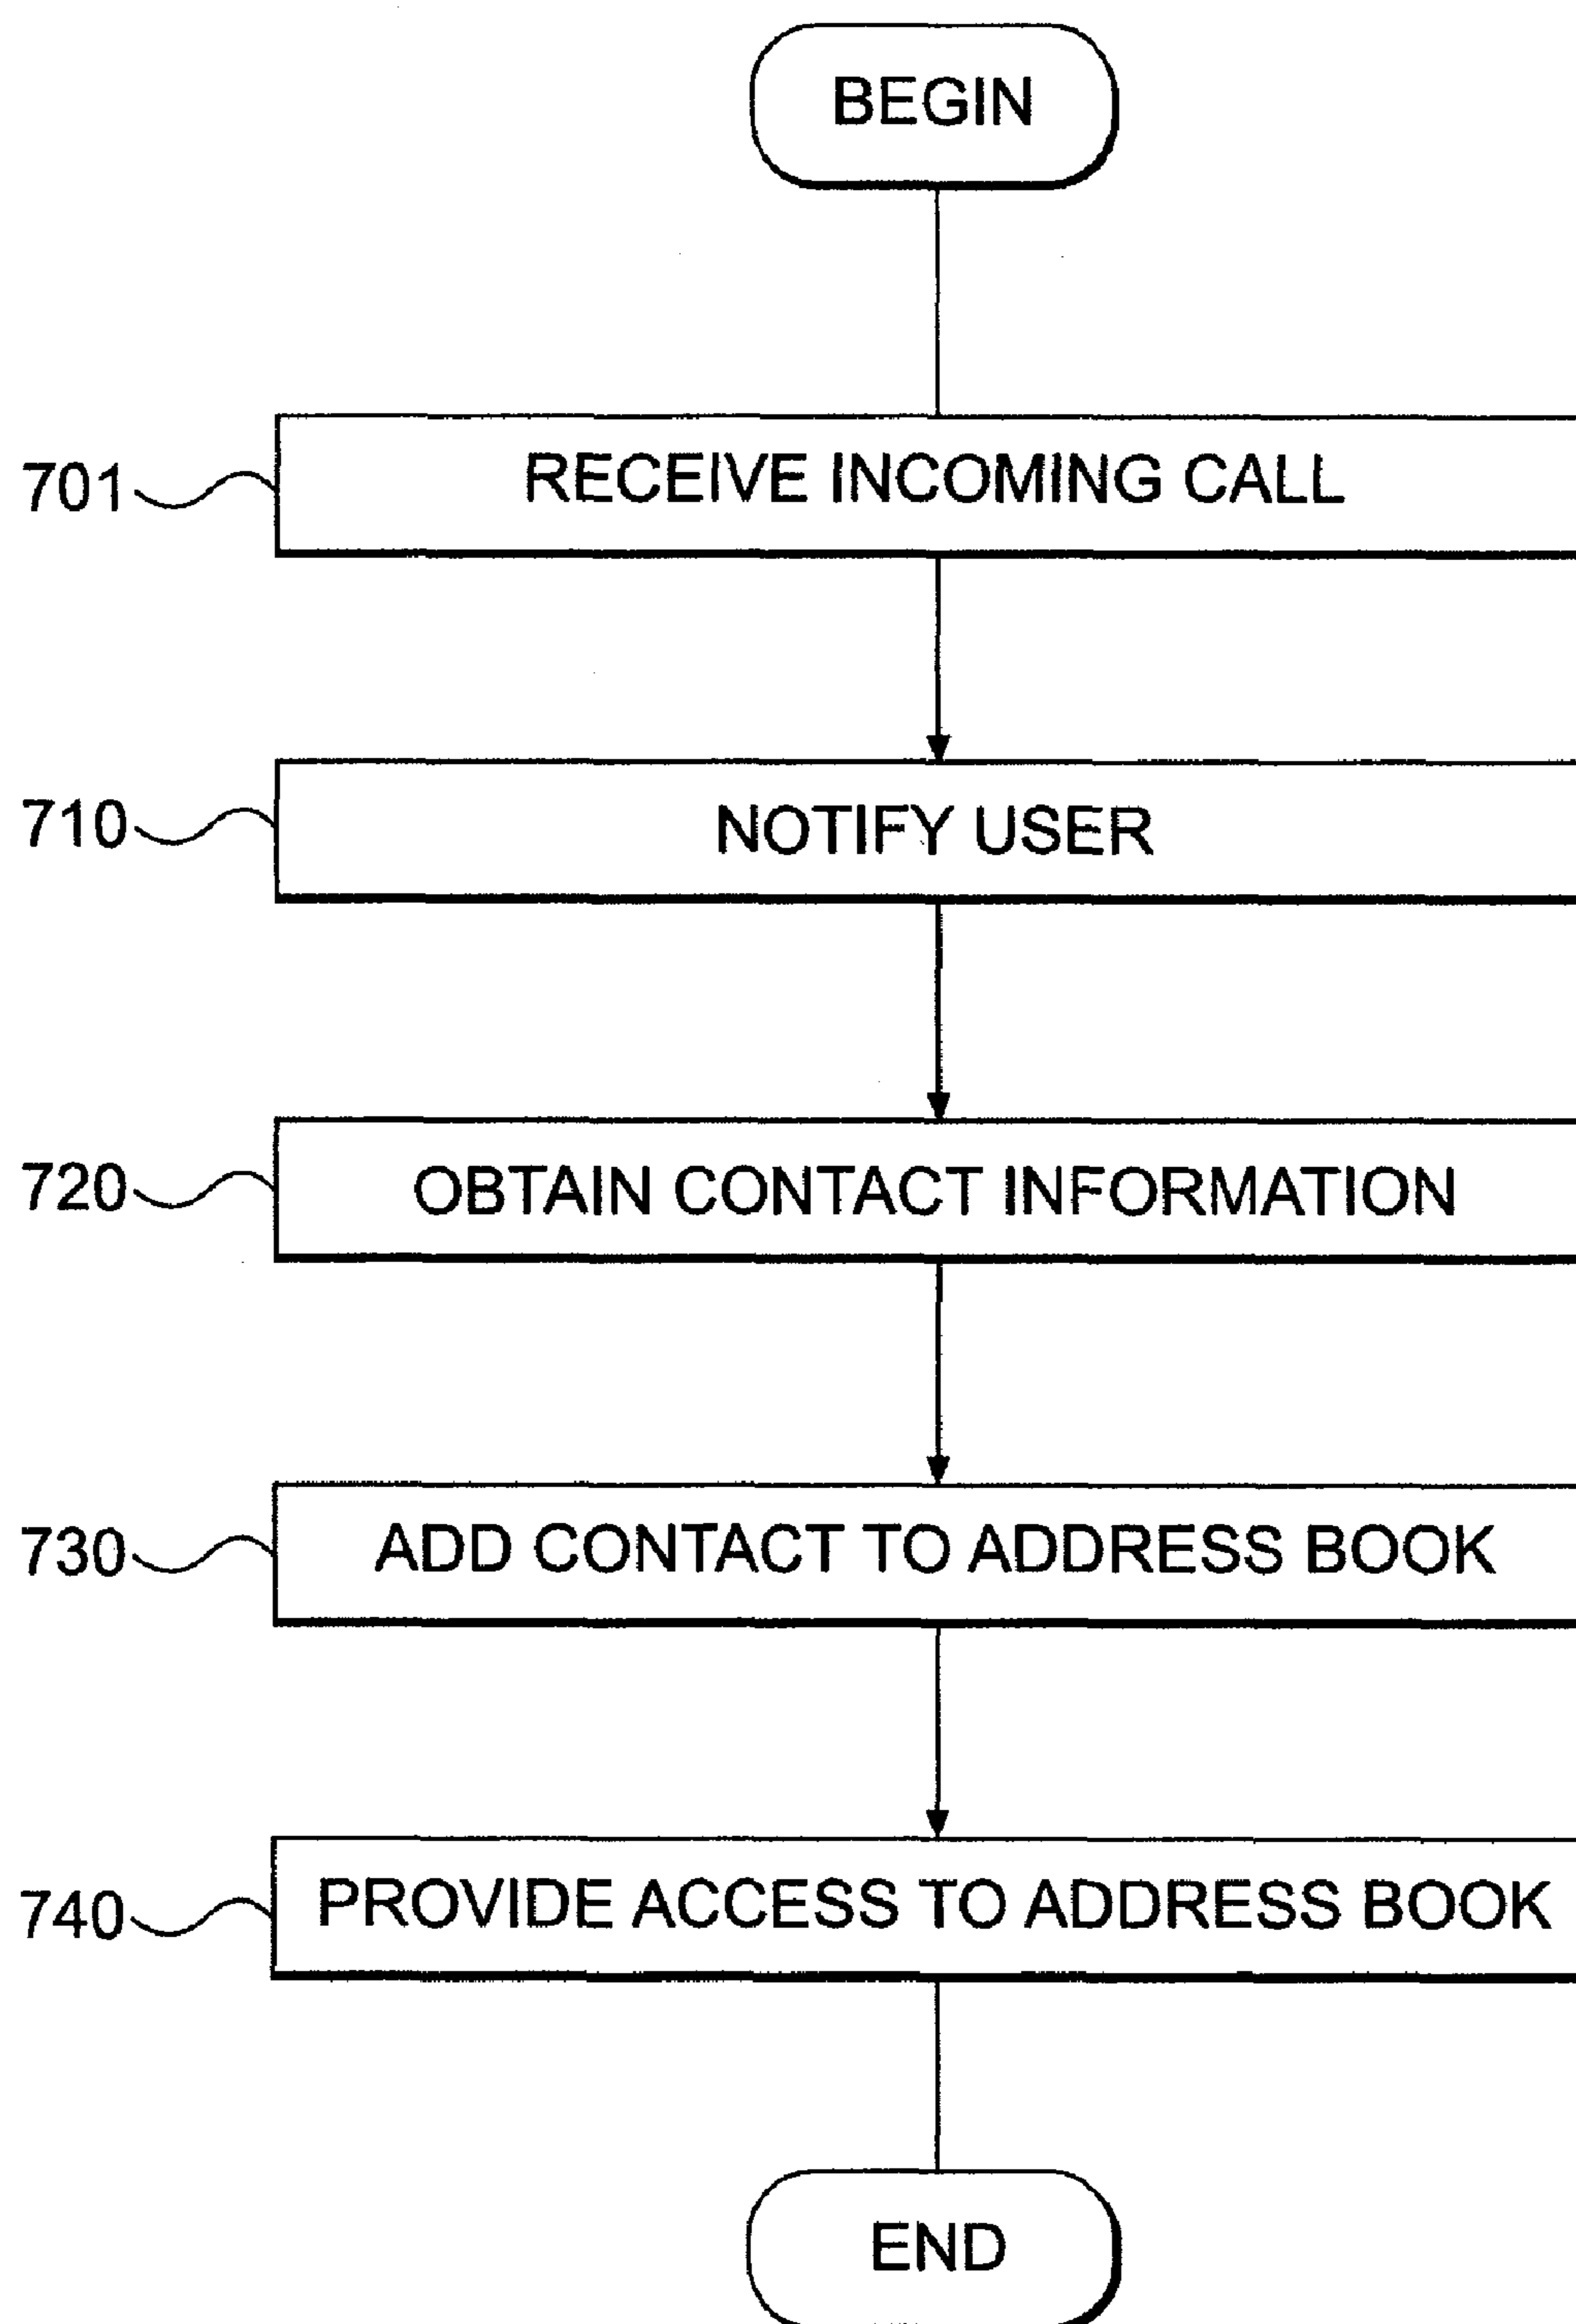 BEGIN
701 RECEIVE INCOMING CALL
710 NOTIFY USER
720 OBTAIN CONTACT INFORMATION
730 ADD CONTACT TO ADDRESS BOOK
740 PROVIDE ACCESS TO ADDRESS BOOK
END